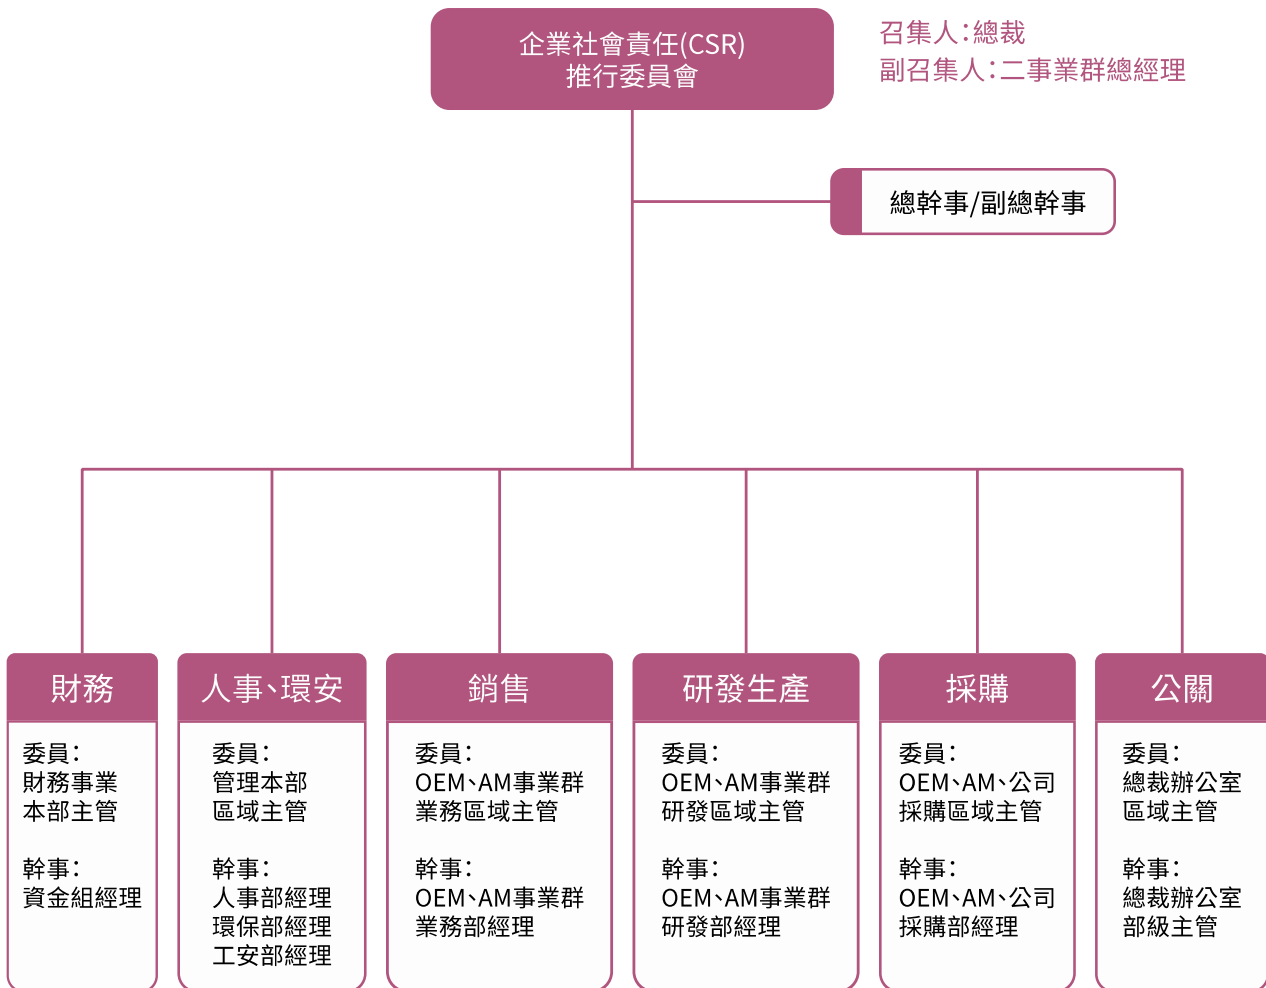 企業社會責任(CSR)
推行委員會
召集人：總裁
副召集人：二事業群總經理
總幹事/副總幹事
財務
委員：
財務事業
本部主管
幹事：
資金組經理
人事、環安
委員：
管理本部
區域主管
幹事：
人事部經理
環保部經理
工安部經理
銷售
委員：
OEM、AM事業群
業務區域主管
幹事：
OEM、AM事業群
業務部經理
研發生產
委員：
OEM、AM事業群
研發區域主管
幹事：
OEM、AM事業群
研發部經理
採購
委員：
OEM、AM、公司
採購區域主管
幹事：
OEM、AM、公司
採購部經理
公關
委員：
總裁辦公室
區域主管
幹事：
總裁辦公室
部級主管